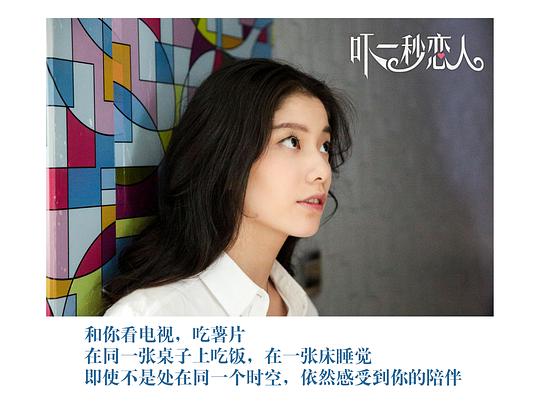 吓一秒恋人
和你看电视，吃薯片
在同一张桌子上吃饭，在一张床睡觉
即使不是处在同一个时空，依然感受到你的陪伴